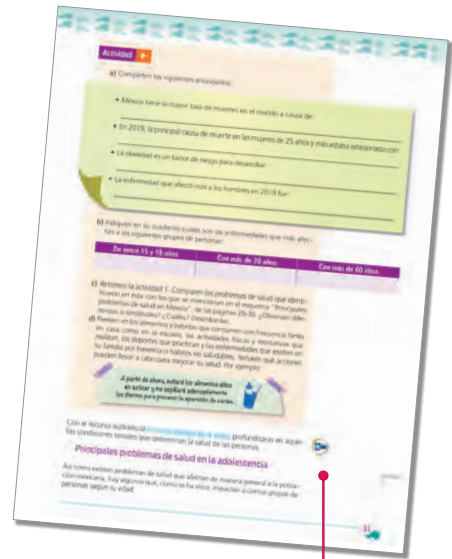 Actividad
a) Completen los siguientes enunciados:
• México tiene la mayor tasa de muertes en el mundo a causa de:
• En 2019, la principal causa de muerte en las mujeres de 25 años y más estaba relacionada con:
• La obesidad es un factor de riesgo para desarrollar:
• La enfermedad que afectó más a los hombres en 2019 fue:
b) Indiquen en su cuaderno cuáles son las enfermedades que más afec-
tan a los siguientes grupos de personas:
De entre 15 y 18 años
Con más de 20 años
Con más de 60 años
c) Retomen la actividad 1. Comparen los problemas de salud que identi-
ficaron en ésta con los que se mencionan en el esquema "Principales
problemas de salud en México", de las páginas 29-30. ¿Observan dife-
rencias o similitudes? ¿Cuáles? Descríbanlas.
d) Piensen en los alimentos y bebidas que consumen con frecuencia tanto
en casa como en la escuela, las actividades físicas y recreativas que
realizan, los deportes que practican y las enfermedades que existen en
su familia por herencia o hábitos no saludables. Señalen qué acciones
pueden llevar a cabo para mejorar su salud. Por ejemplo:
A partir de ahora, evitaré los alimentos altos
en azúcar y me cepillaré adecuadamente
los dientes para prevenir la aparición de caries.
Con el recurso audiovisual profundizarás en aque-
llas condiciones sociales que determinan la salud de las personas.
Principales problemas de salud en la adolescencia
Así como existen problemas de salud que afectan de manera general a la pobla-
ción mexicana, hay algunos que, como se ha visto, impactan a ciertos grupos de
personas según su edad.
31